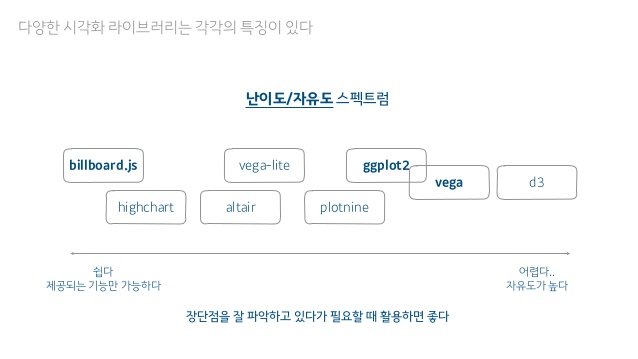 다양한 시각화 라이브러리는 각각의 특징이 있다
난이도/자유도 스펙트럼
billboard.js
vega-lite
ggplot2
vega
d3
highchart
altair
plotnine
쉽다
제공되는 기능만 가능하다
어렵다..
자유도가 높다
장단점을 잘 파악하고 있다가 필요할 때 활용하면 좋다